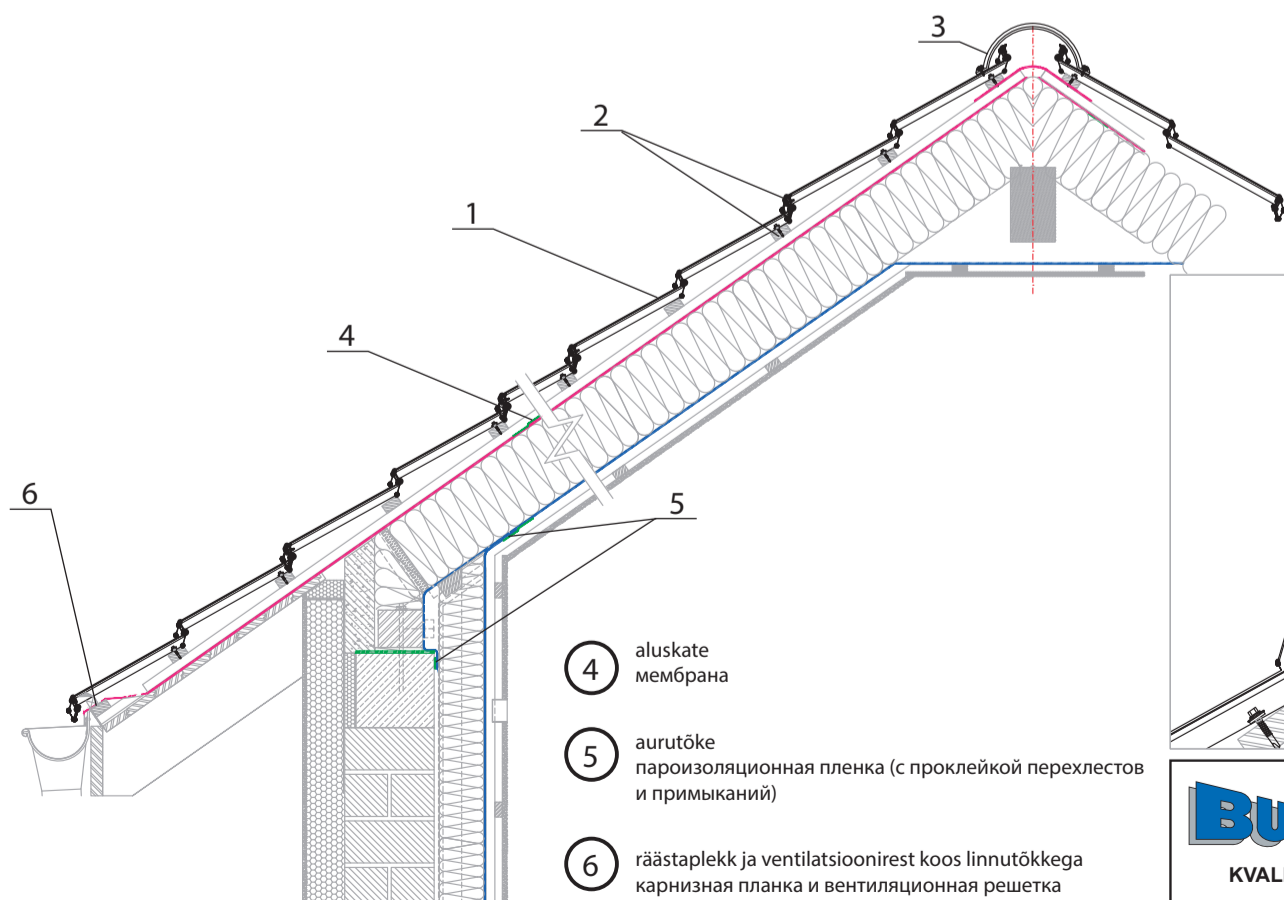 3
2
1
4
6
5
4
aluskate
мембрана
5
aurutõke
пароизоляционная пленка (с проклейкой перехлестов
и примыканий)
6
räästaplekk ja ventilatsioonirest koos linnutõkkega
карнизная планка и вентиляционная решетка